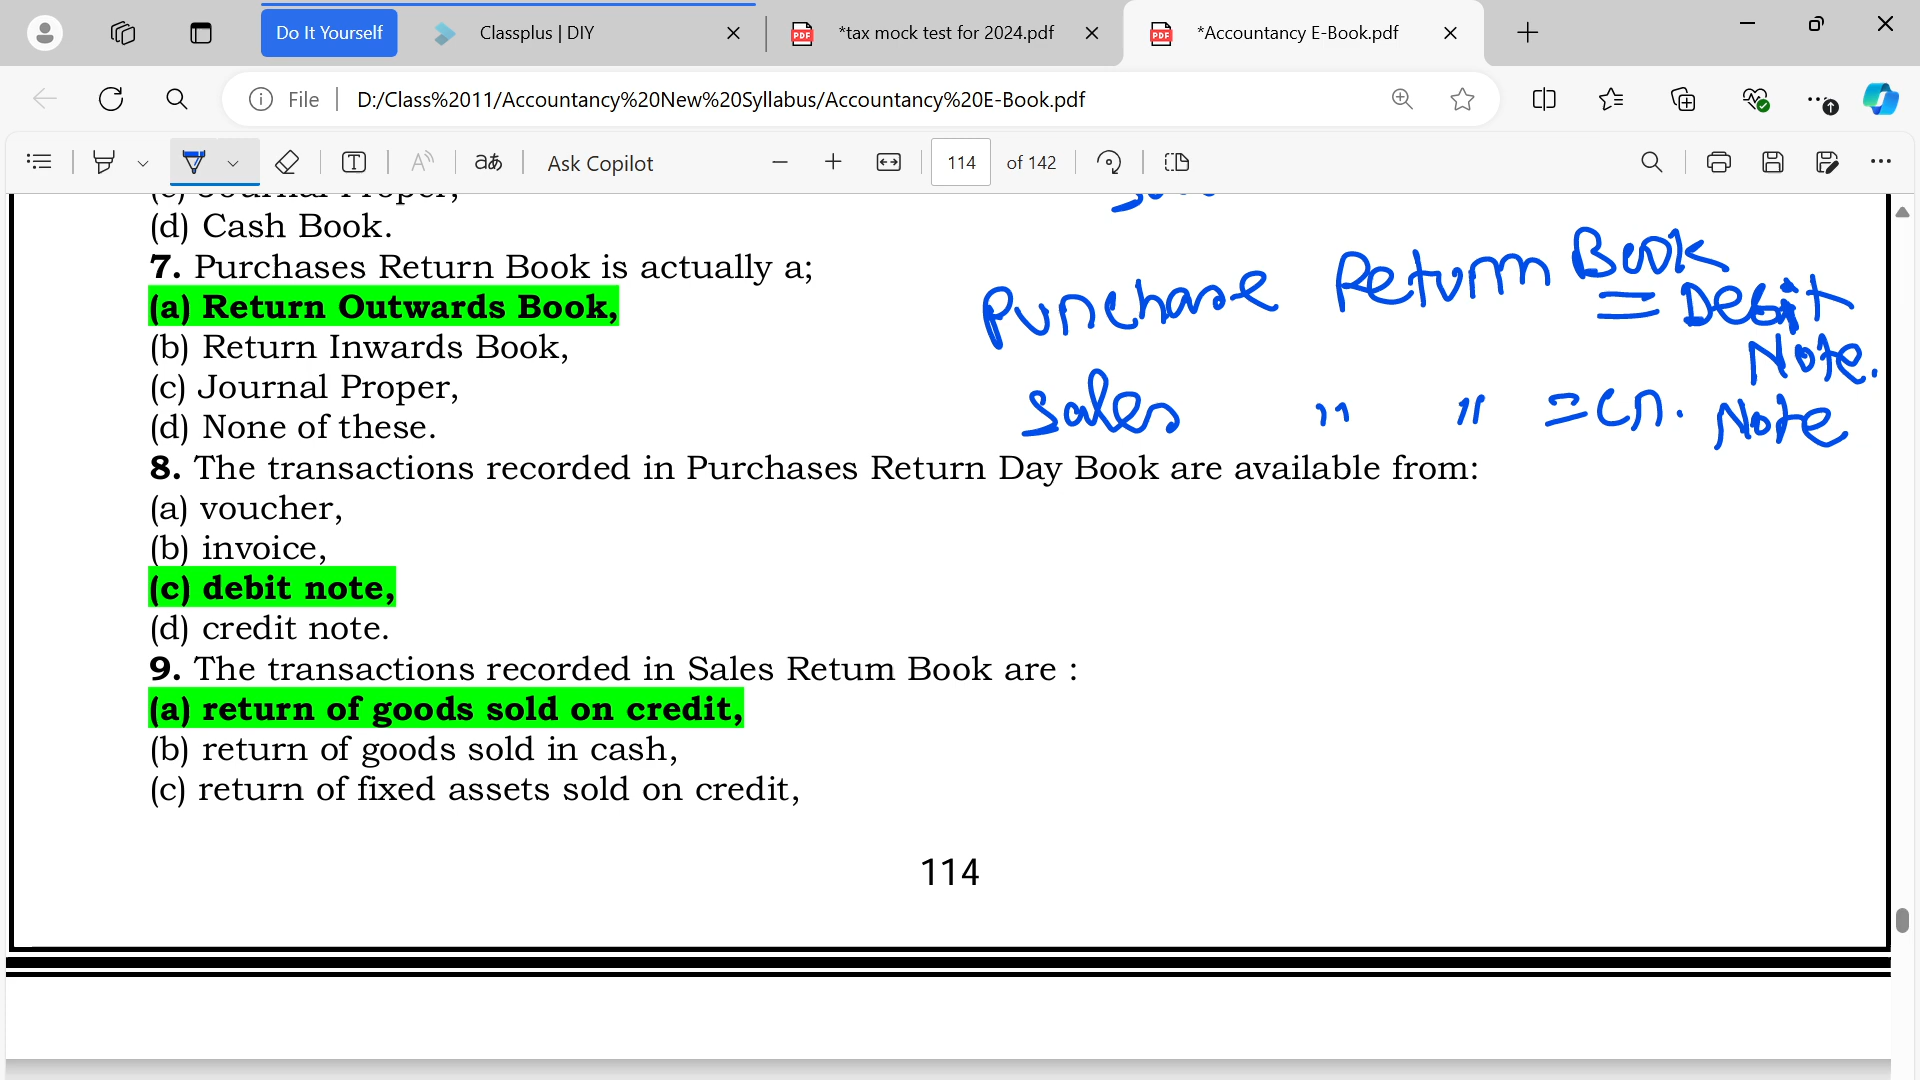 Do It Yourself
Classplus | DIY
*tax mock test for 2024.pdf
*Accountancy E-Book.pdf
File
D:/Class%2011/Accountancy%20New%20Syllabus/Accountancy%20E-Book.pdf
aあ
Ask Copilot
114
of 142
(c) Journal Proper,
(d) Cash Book.
7. Purchases Return Book is actually a;
(a) Return Outwards Book,
(b) Return Inwards Book,
(c) Journal Proper,
(d) None of these.
Purchase Return Book
= Debit
Note.
Sales " " = Cr. Note
8. The transactions recorded in Purchases Return Day Book are available from:
(a) voucher,
(b) invoice,
(c) debit note,
(d) credit note.
9. The transactions recorded in Sales Retum Book are :
(a) return of goods sold on credit,
(b) return of goods sold in cash,
(c) return of fixed assets sold on credit,
114